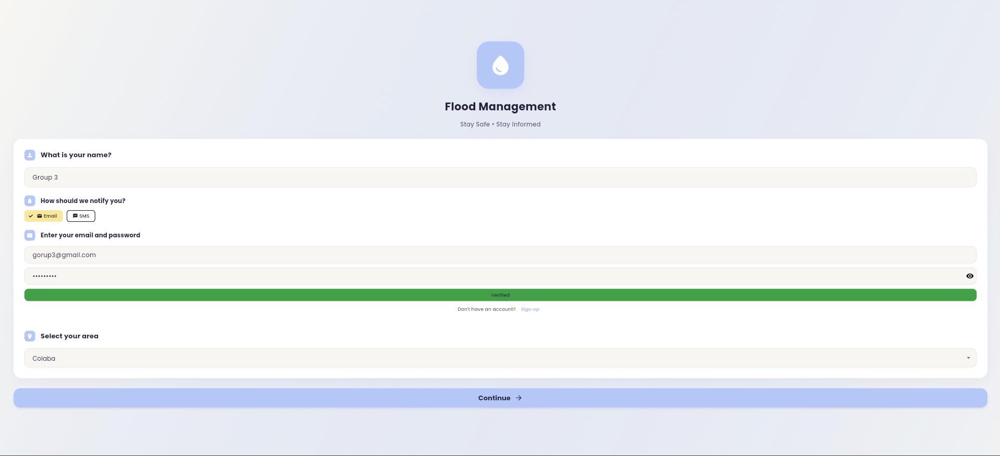 Flood Management
Stay Safe • Stay Informed
What is your name?
Group 3
How should we notify you?
Email SMS
Enter your email and password
gorup3@gmail.com
•••••••••
Verified
Don't have an account? Sign up
Select your area
Colaba
Continue →